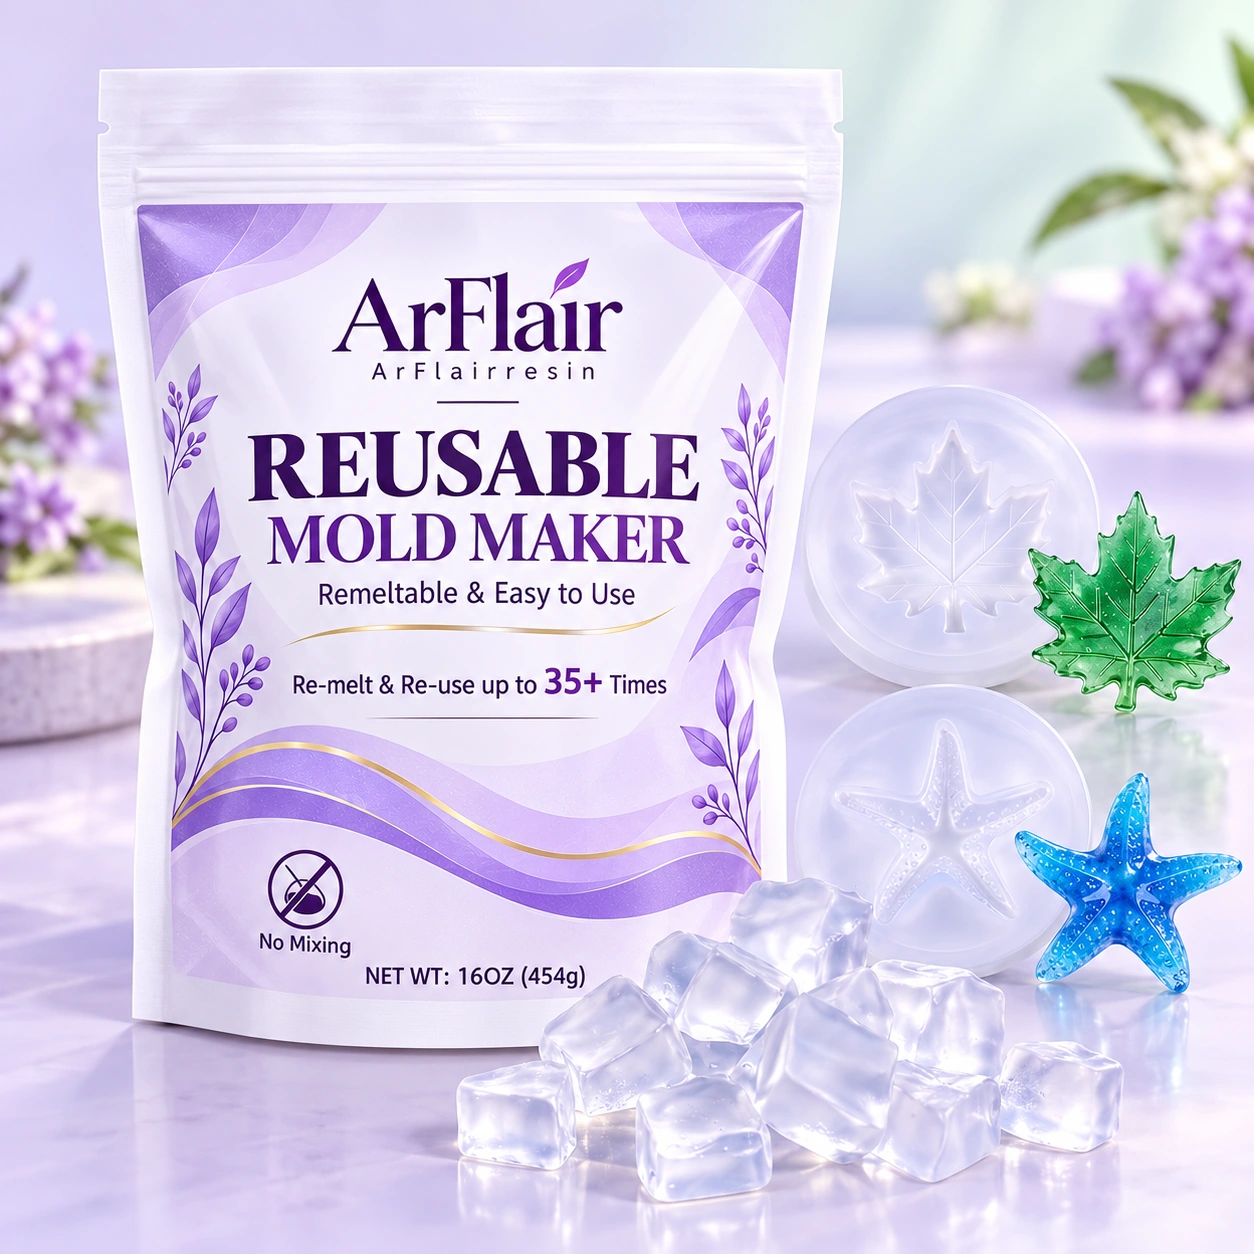 ArFlair
ArFlairresin
REUSABLE
MOLD MAKER
Remeltable & Easy to Use
Re-melt & Re-use up to 35+ Times
No Mixing
NET WT: 16OZ (454g)